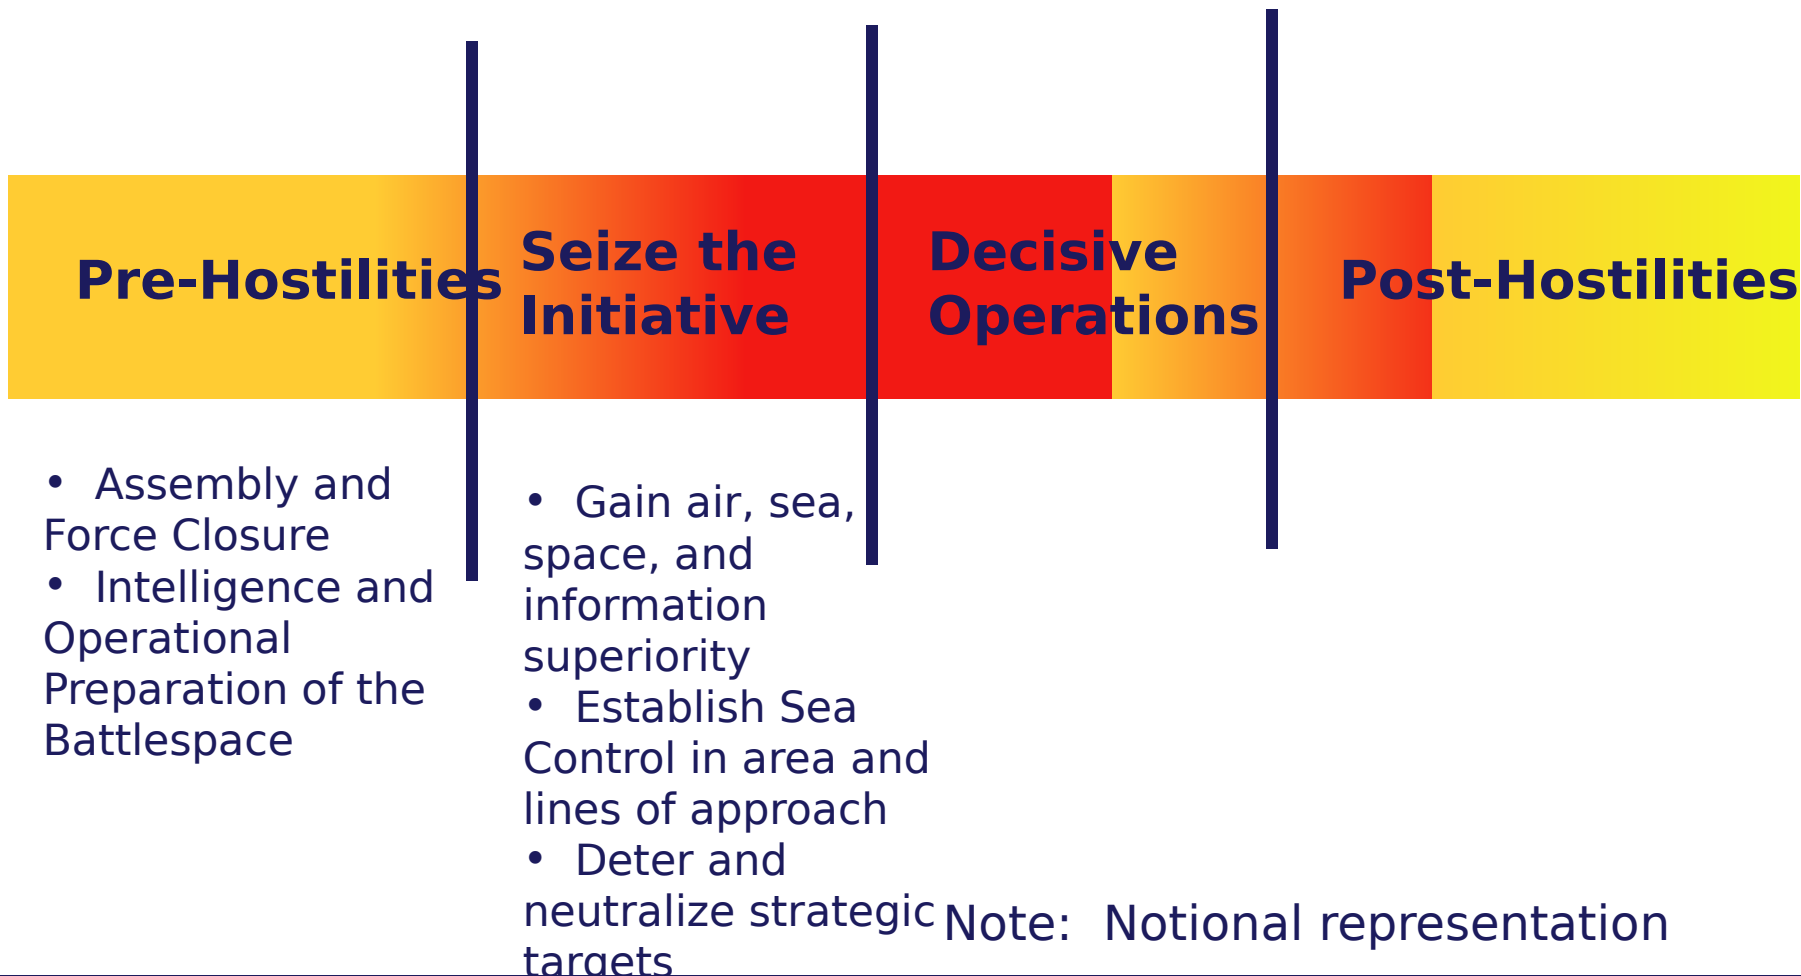 Pre-Hostilities
Seize the
Initiative
Decisive
Operations
Post-Hostilities
• Assembly and
Force Closure
• Intelligence and
Operational
Preparation of the
Battlespace
• Gain air, sea,
space, and
information
superiority
• Establish Sea
Control in area and
lines of approach
• Deter and
neutralize strategic
targets
Note: Notional representation